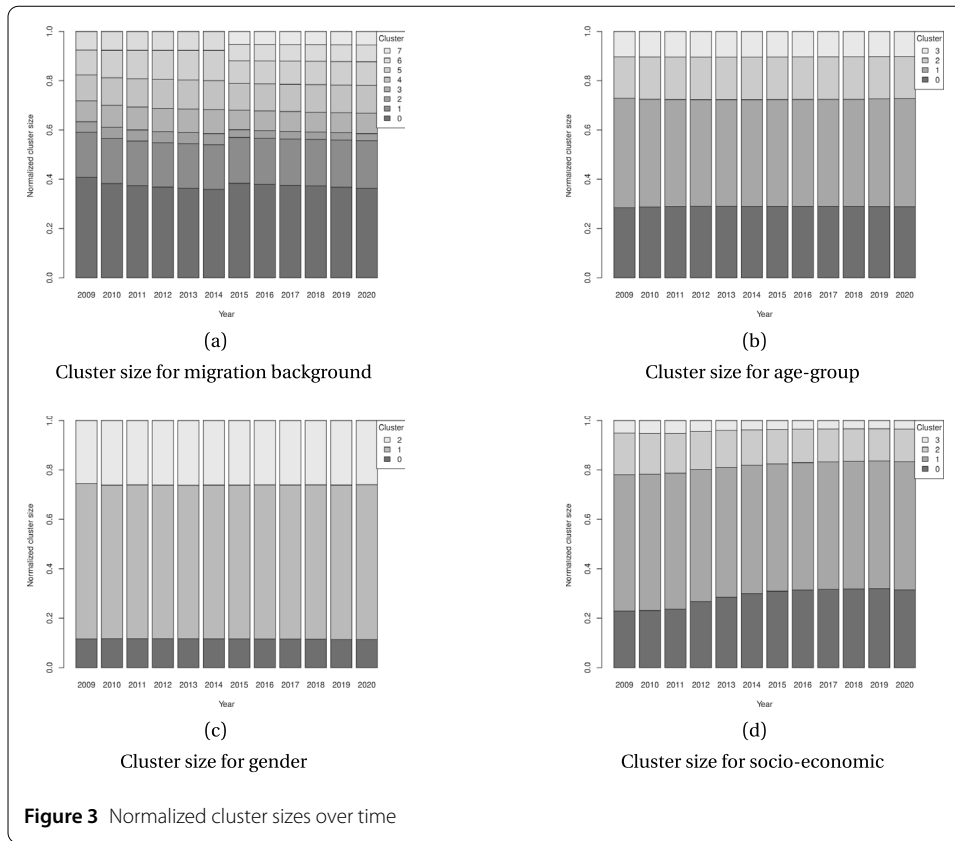 Normalized cluster size
1.0
0.8
0.6
0.4
0.2
0.0
Cluster
7
6
5
4
3
2
1
0
2009 2010 2011 2012 2013 2014 2015 2016 2017 2018 2019 2020
Year
(a)
Cluster size for migration background
Normalized cluster size
1.0
0.8
0.6
0.4
0.2
0.0
Cluster
3
2
1
0
2009 2010 2011 2012 2013 2014 2015 2016 2017 2018 2019 2020
Year
(b)
Cluster size for age-group
Normalized cluster size
1.0
0.8
0.6
0.4
0.2
0.0
Cluster
2
1
0
2009 2010 2011 2012 2013 2014 2015 2016 2017 2018 2019 2020
Year
(c)
Cluster size for gender
Normalized cluster size
1.0
0.8
0.6
0.4
0.2
0.0
Cluster
3
2
1
0
2009 2010 2011 2012 2013 2014 2015 2016 2017 2018 2019 2020
Year
(d)
Cluster size for socio-economic
Figure 3 Normalized cluster sizes over time